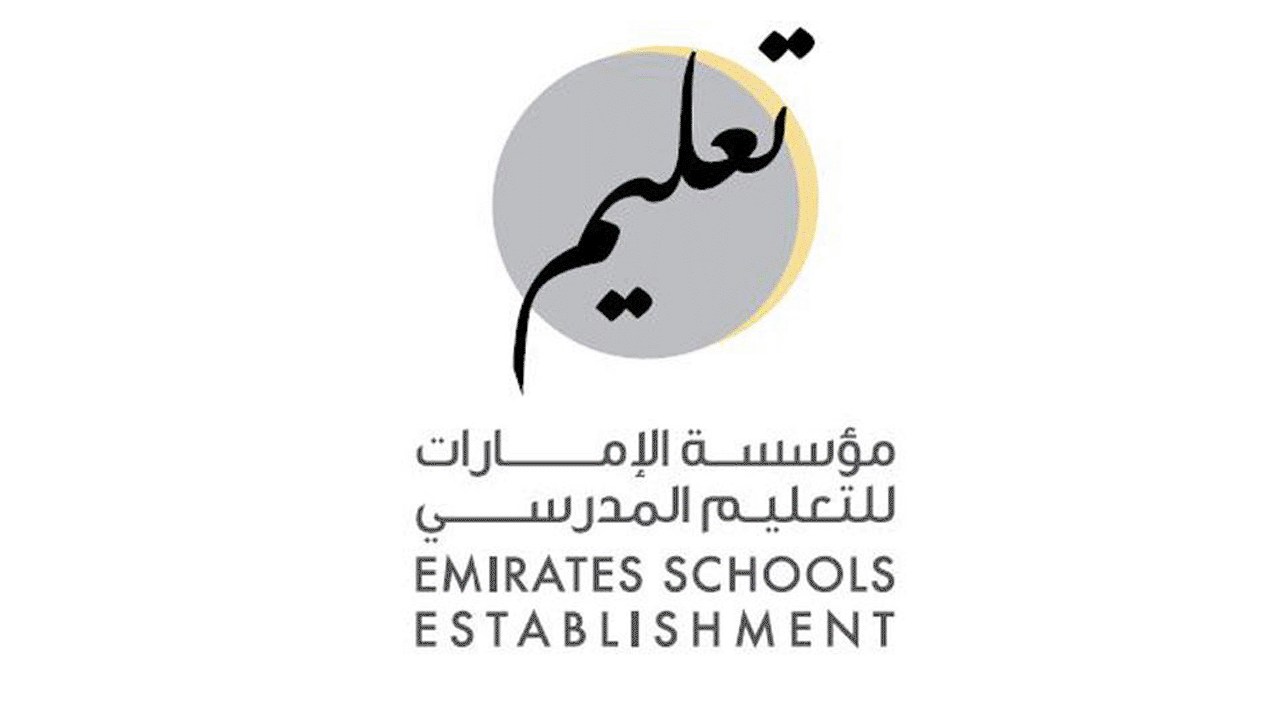 تعليم
مؤسسة الإمارات
للتعليم المدرسي
EMIRATES SCHOOLS
ESTABLISHMENT